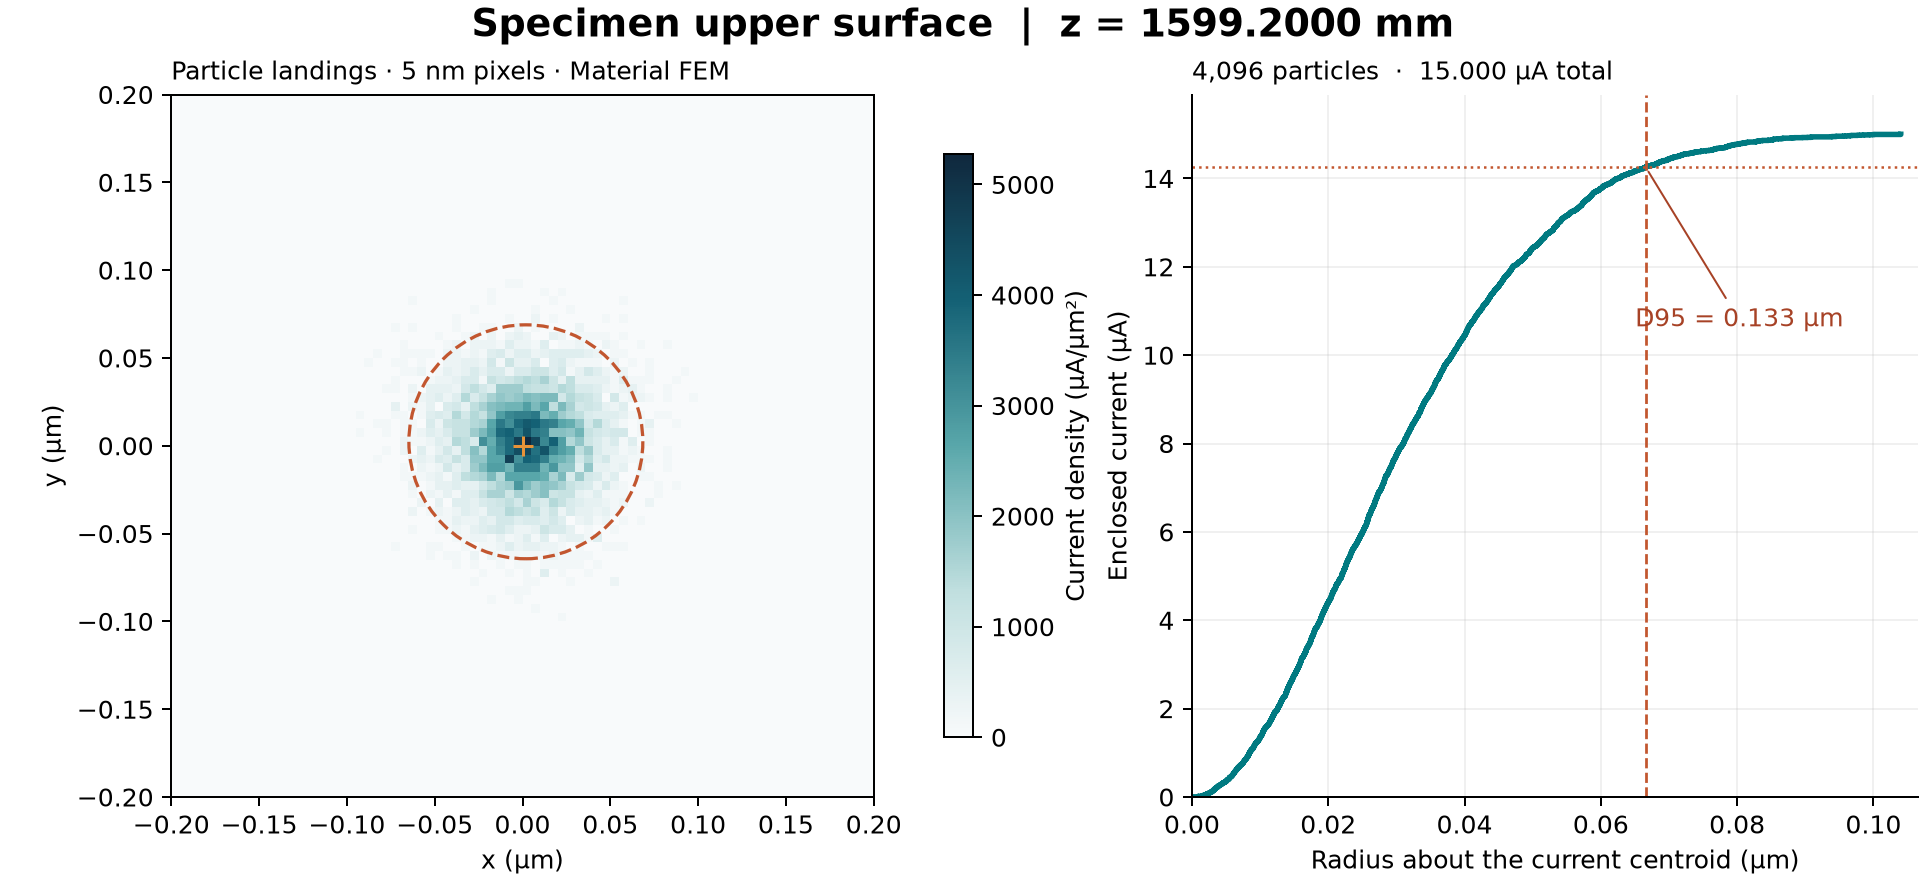 Specimen upper surface | z = 1599.2000 mm
Particle landings · 5 nm pixels · Material FEM
0.20
0.15
0.10
0.05
0.00
−0.05
−0.10
−0.15
−0.20
y (μm)
−0.20 −0.15 −0.10 −0.05 0.00 0.05 0.10 0.15 0.20
x (μm)
5000
4000
3000
2000
1000
0
Current density (μA/μm²)
4,096 particles · 15.000 μA total
14
12
10
8
6
4
2
0
Enclosed current (μA)
D95 = 0.133 μm
0.00 0.02 0.04 0.06 0.08 0.10
Radius about the current centroid (μm)